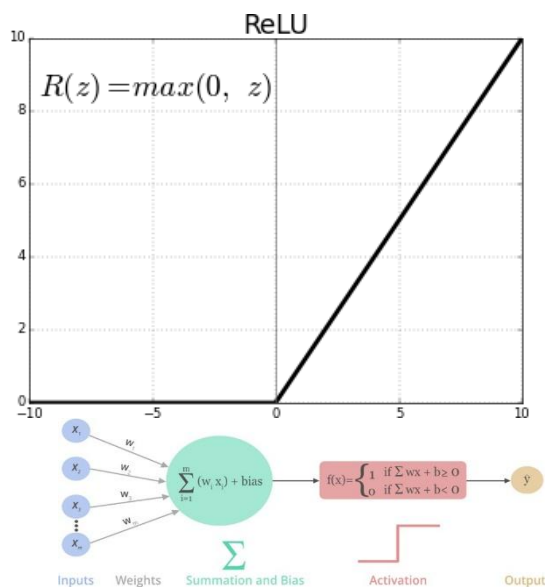 ReLU
10
R(z)=max(0, z)
8
6
4
2
0
−10 −5 0 5 10
x₁
w₁
x₂
w₂
x₃
w₃
xₘ
wₘ
m
∑ (wᵢ xᵢ) + bias
i=1
f(x)= { 1 if ∑ wx + b ≥ 0
0 if ∑ wx + b < 0
ŷ
∑
Inputs Weights Summation and Bias Activation Output